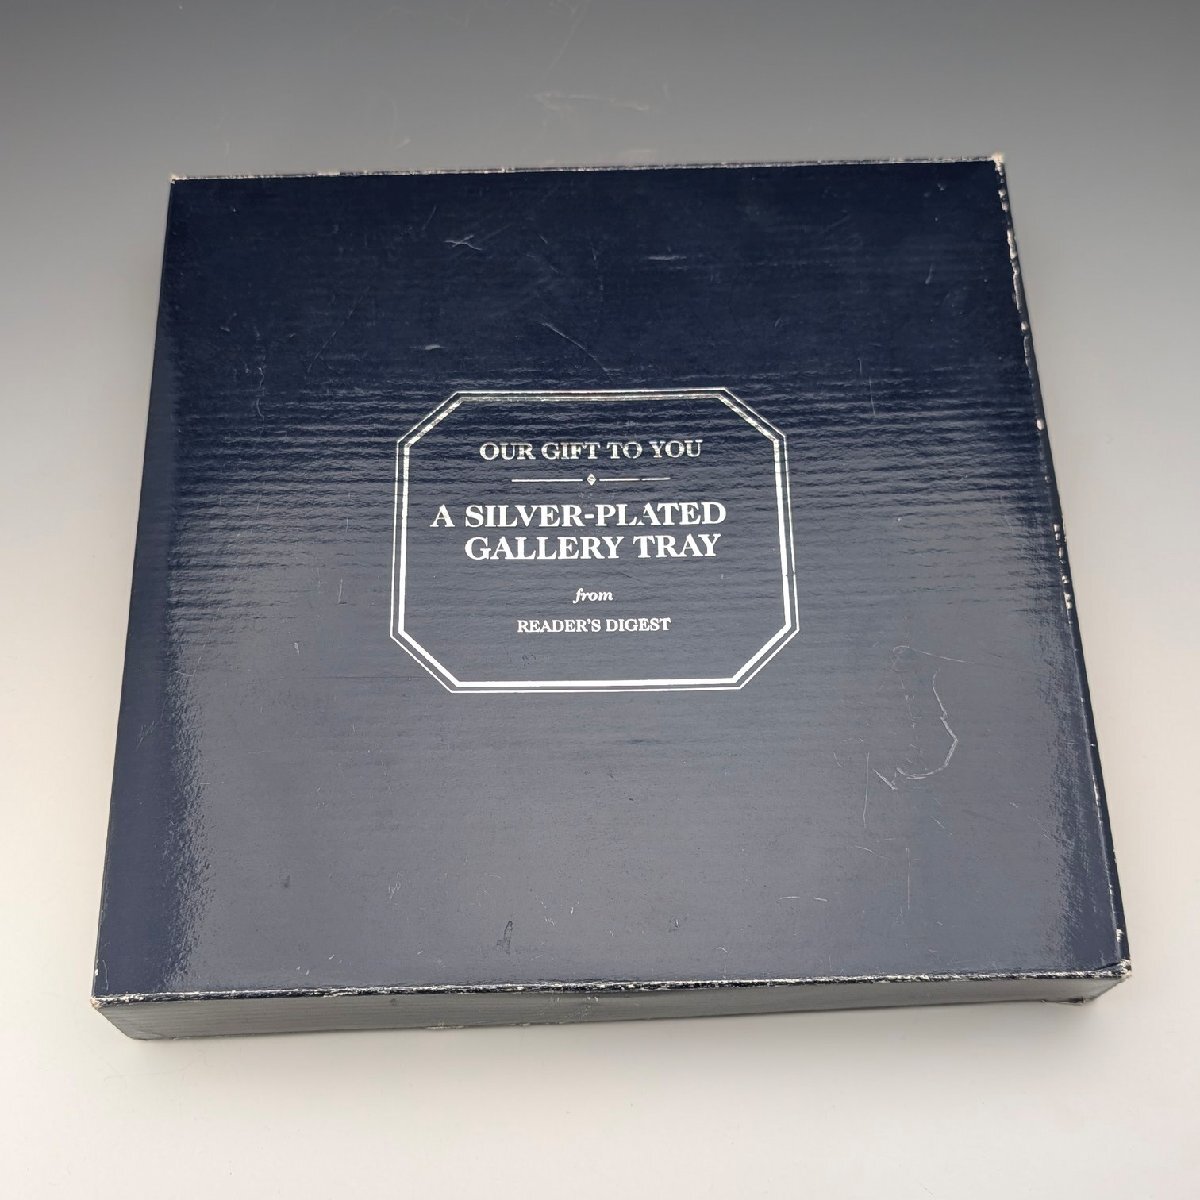 OUR GIFT TO YOU
A SILVER-PLATED
GALLERY TRAY
from
READER'S DIGEST